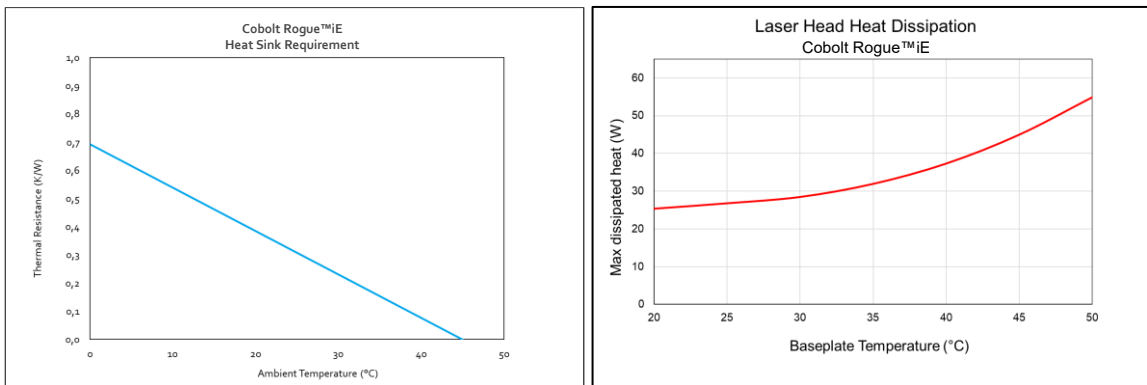 Cobolt Rogue™iE
Heat Sink Requirement
1,0
0,9
0,8
0,7
0,6
0,5
0,4
0,3
0,2
0,1
0,0
Thermal Resistance (K/W)
0 10 20 30 40 50
Ambient Temperature (°C)
Laser Head Heat Dissipation
Cobolt Rogue™iE
60
50
40
30
20
10
0
Max dissipated heat (W)
20 25 30 35 40 45 50
Baseplate Temperature (°C)